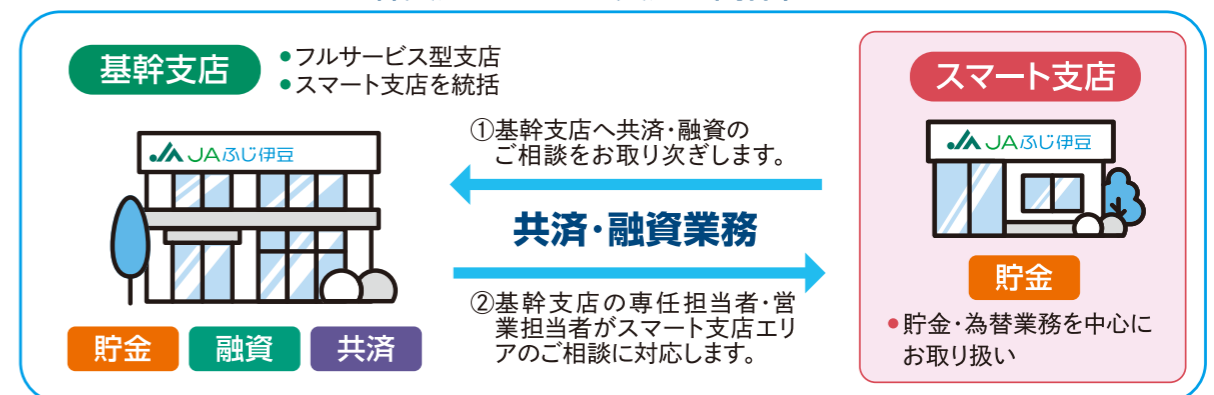 基幹支店
●フルサービス型支店
●スマート支店を統括
JAふじ伊豆
貯金
融資
共済
①基幹支店へ共済・融資の
ご相談をお取り次ぎします。
共済・融資業務
②基幹支店の専任担当者・営
業担当者がスマート支店エリ
アのご相談に対応します。
スマート支店
JAふじ伊豆
貯金
●貯金・為替業務を中心に
お取り扱い